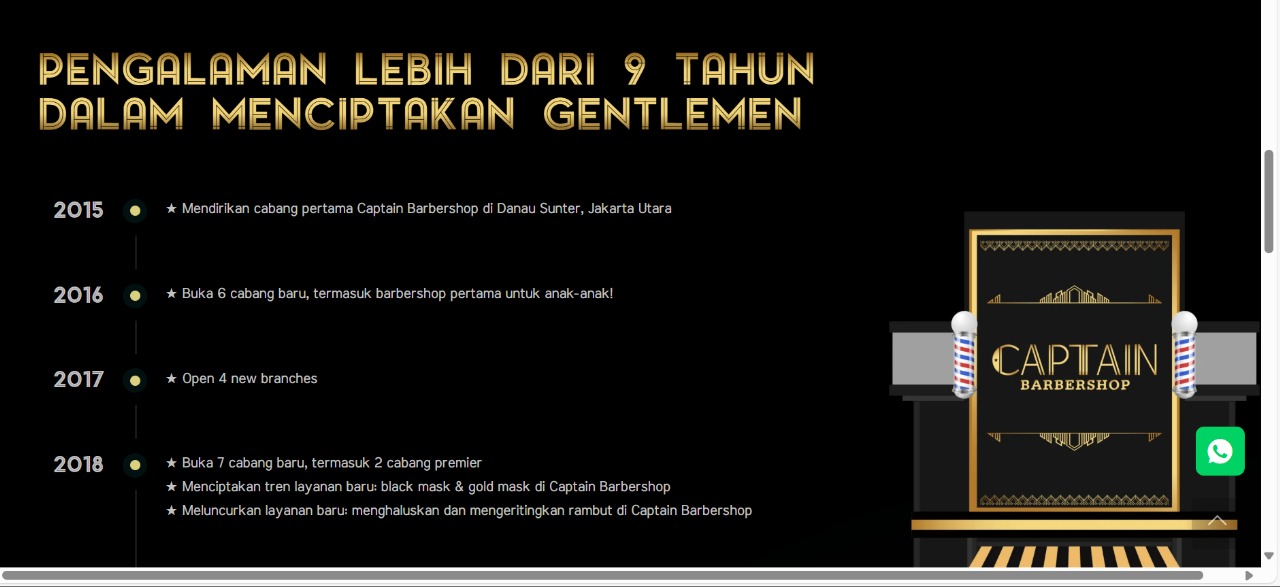 PENGALAMAN LEBIH DARI 9 TAHUN
DALAM MENCIPTAKAN GENTLEMEN
2015
★ Mendirikan cabang pertama Captain Barbershop di Danau Sunter, Jakarta Utara
2016
★ Buka 6 cabang baru, termasuk barbershop pertama untuk anak-anak!
2017
★ Open 4 new branches
2018
★ Buka 7 cabang baru, termasuk 2 cabang premier
★ Menciptakan tren layanan baru: black mask & gold mask di Captain Barbershop
★ Meluncurkan layanan baru: menghaluskan dan mengeritingkan rambut di Captain Barbershop
CAPTAIN
BARBERSHOP